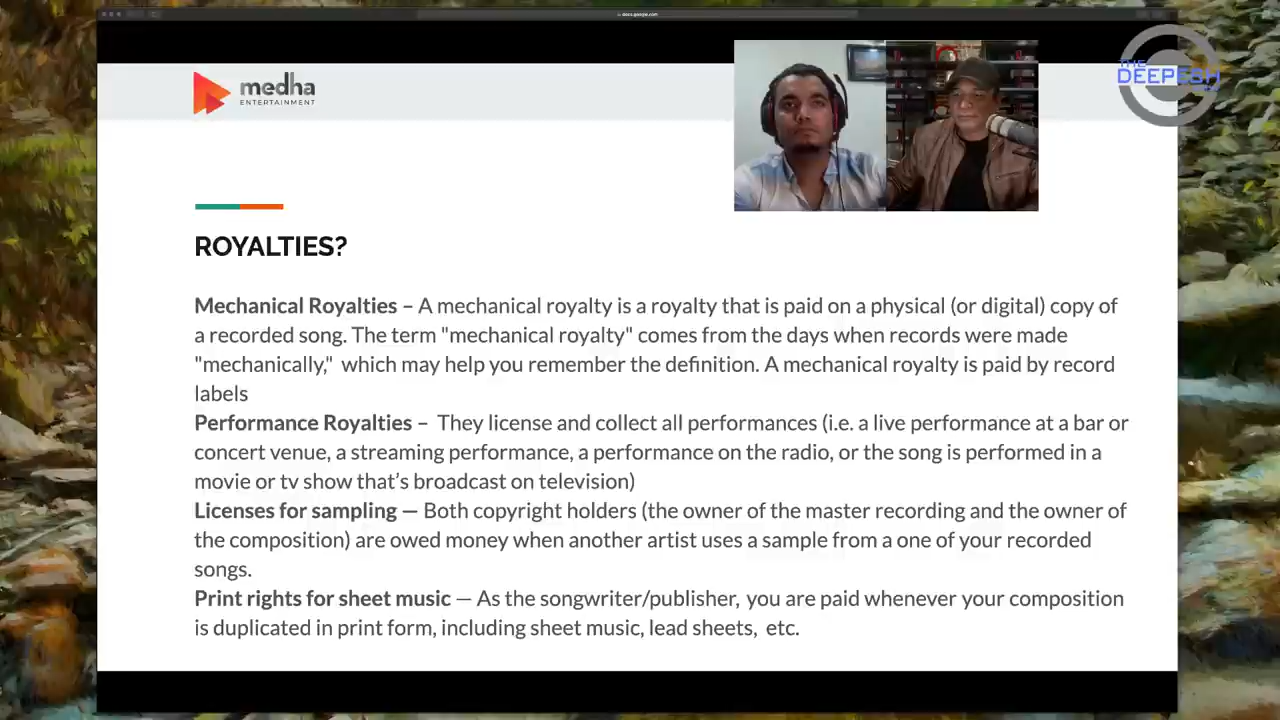 docs.google.com
medha
ENTERTAINMENT
THE
DEEPESH
ROYALTIES?
Mechanical Royalties – A mechanical royalty is a royalty that is paid on a physical (or digital) copy of
a recorded song. The term "mechanical royalty" comes from the days when records were made
"mechanically," which may help you remember the definition. A mechanical royalty is paid by record
labels
Performance Royalties – They license and collect all performances (i.e. a live performance at a bar or
concert venue, a streaming performance, a performance on the radio, or the song is performed in a
movie or tv show that’s broadcast on television)
Licenses for sampling — Both copyright holders (the owner of the master recording and the owner of
the composition) are owed money when another artist uses a sample from a one of your recorded
songs.
Print rights for sheet music — As the songwriter/publisher, you are paid whenever your composition
is duplicated in print form, including sheet music, lead sheets, etc.